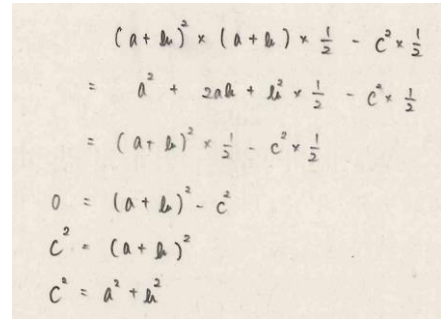 (a+b)² × (a+b) × 1/2 - c² × 1/2
= a² + 2ab + b² × 1/2 - c² × 1/2
= (a+b)² × 1/2 - c² × 1/2
0 = (a+b)² - c²
c² = (a+b)²
c² = a² + b²